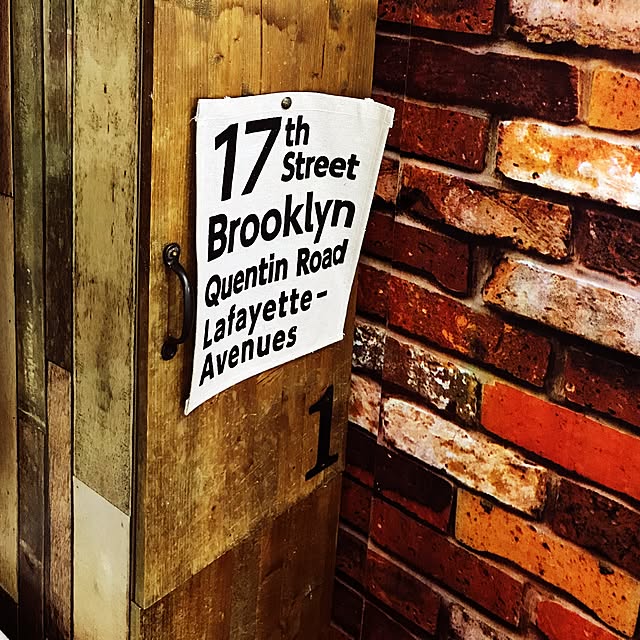 17th
Street
Brooklyn
Quentin Road
Lafayette-
Avenues
1